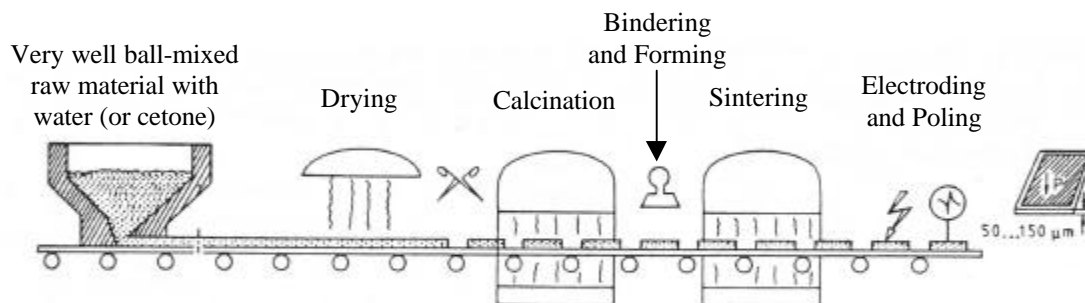 Very well ball-mixed
raw material with
water (or cetone)
Drying
Calcination
Bindering
and Forming
Sintering
Electroding
and Poling
50...150 μm